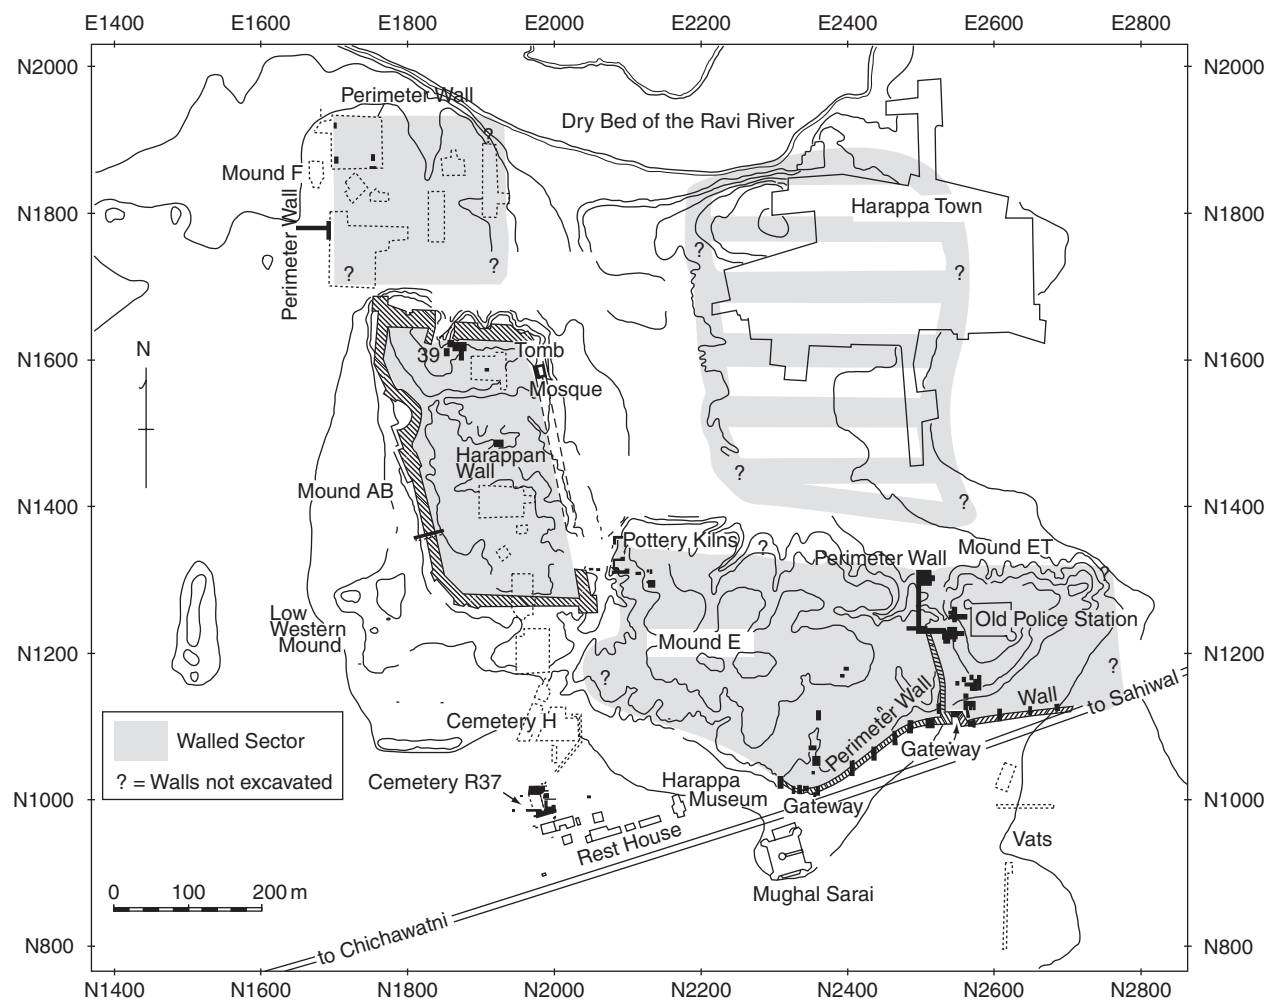 E1400 E1600 E1800 E2000 E2200 E2400 E2600 E2800
N2000 N2000
Perimeter Wall
Dry Bed of the Ravi River
?
Mound F
Perimeter Wall
Harappa Town
N1800 N1800
?
?
?
?
N
N1600 N1600
39
Tomb
Mosque
Harappan
Wall
?
Mound AB
?
N1400 N1400
Pottery Kilns
?
Perimeter Wall
Mound ET
?
Low
Western
Mound
Old Police Station
Mound E
N1200 N1200
?
?
Perimeter Wall
Wall
to Sahiwal
Cemetery H
Gateway
Walled Sector
? = Walls not excavated
Cemetery R37
Harappa
Museum
Gateway
N1000 N1000
Rest House
Vats
Mughal Sarai
0 100 200 m
to Chichawatni
N800 N800
N1400 N1600 N1800 N2000 N2200 N2400 N2600 N2800